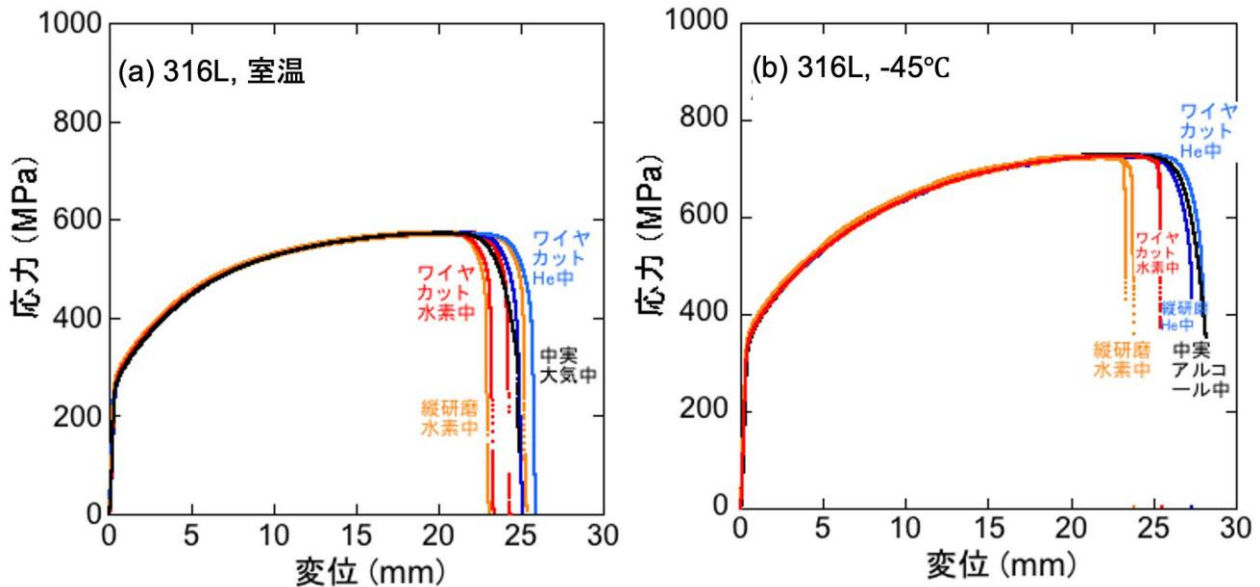 (a) 316L, 室温
応力 (MPa)
1000
800
600
400
200
0
ワイヤ
カット
He中
ワイヤ
カット
水素中
中実
大気中
縦研磨
水素中
0 5 10 15 20 25 30
変位 (mm)
(b) 316L, -45℃
応力 (MPa)
1000
800
600
400
200
0
ワイヤ
カット
He中
ワイヤ
カット
水素中
縦研磨
He中
縦研磨
水素中
中実
アルコ
ール中
0 5 10 15 20 25 30
変位 (mm)